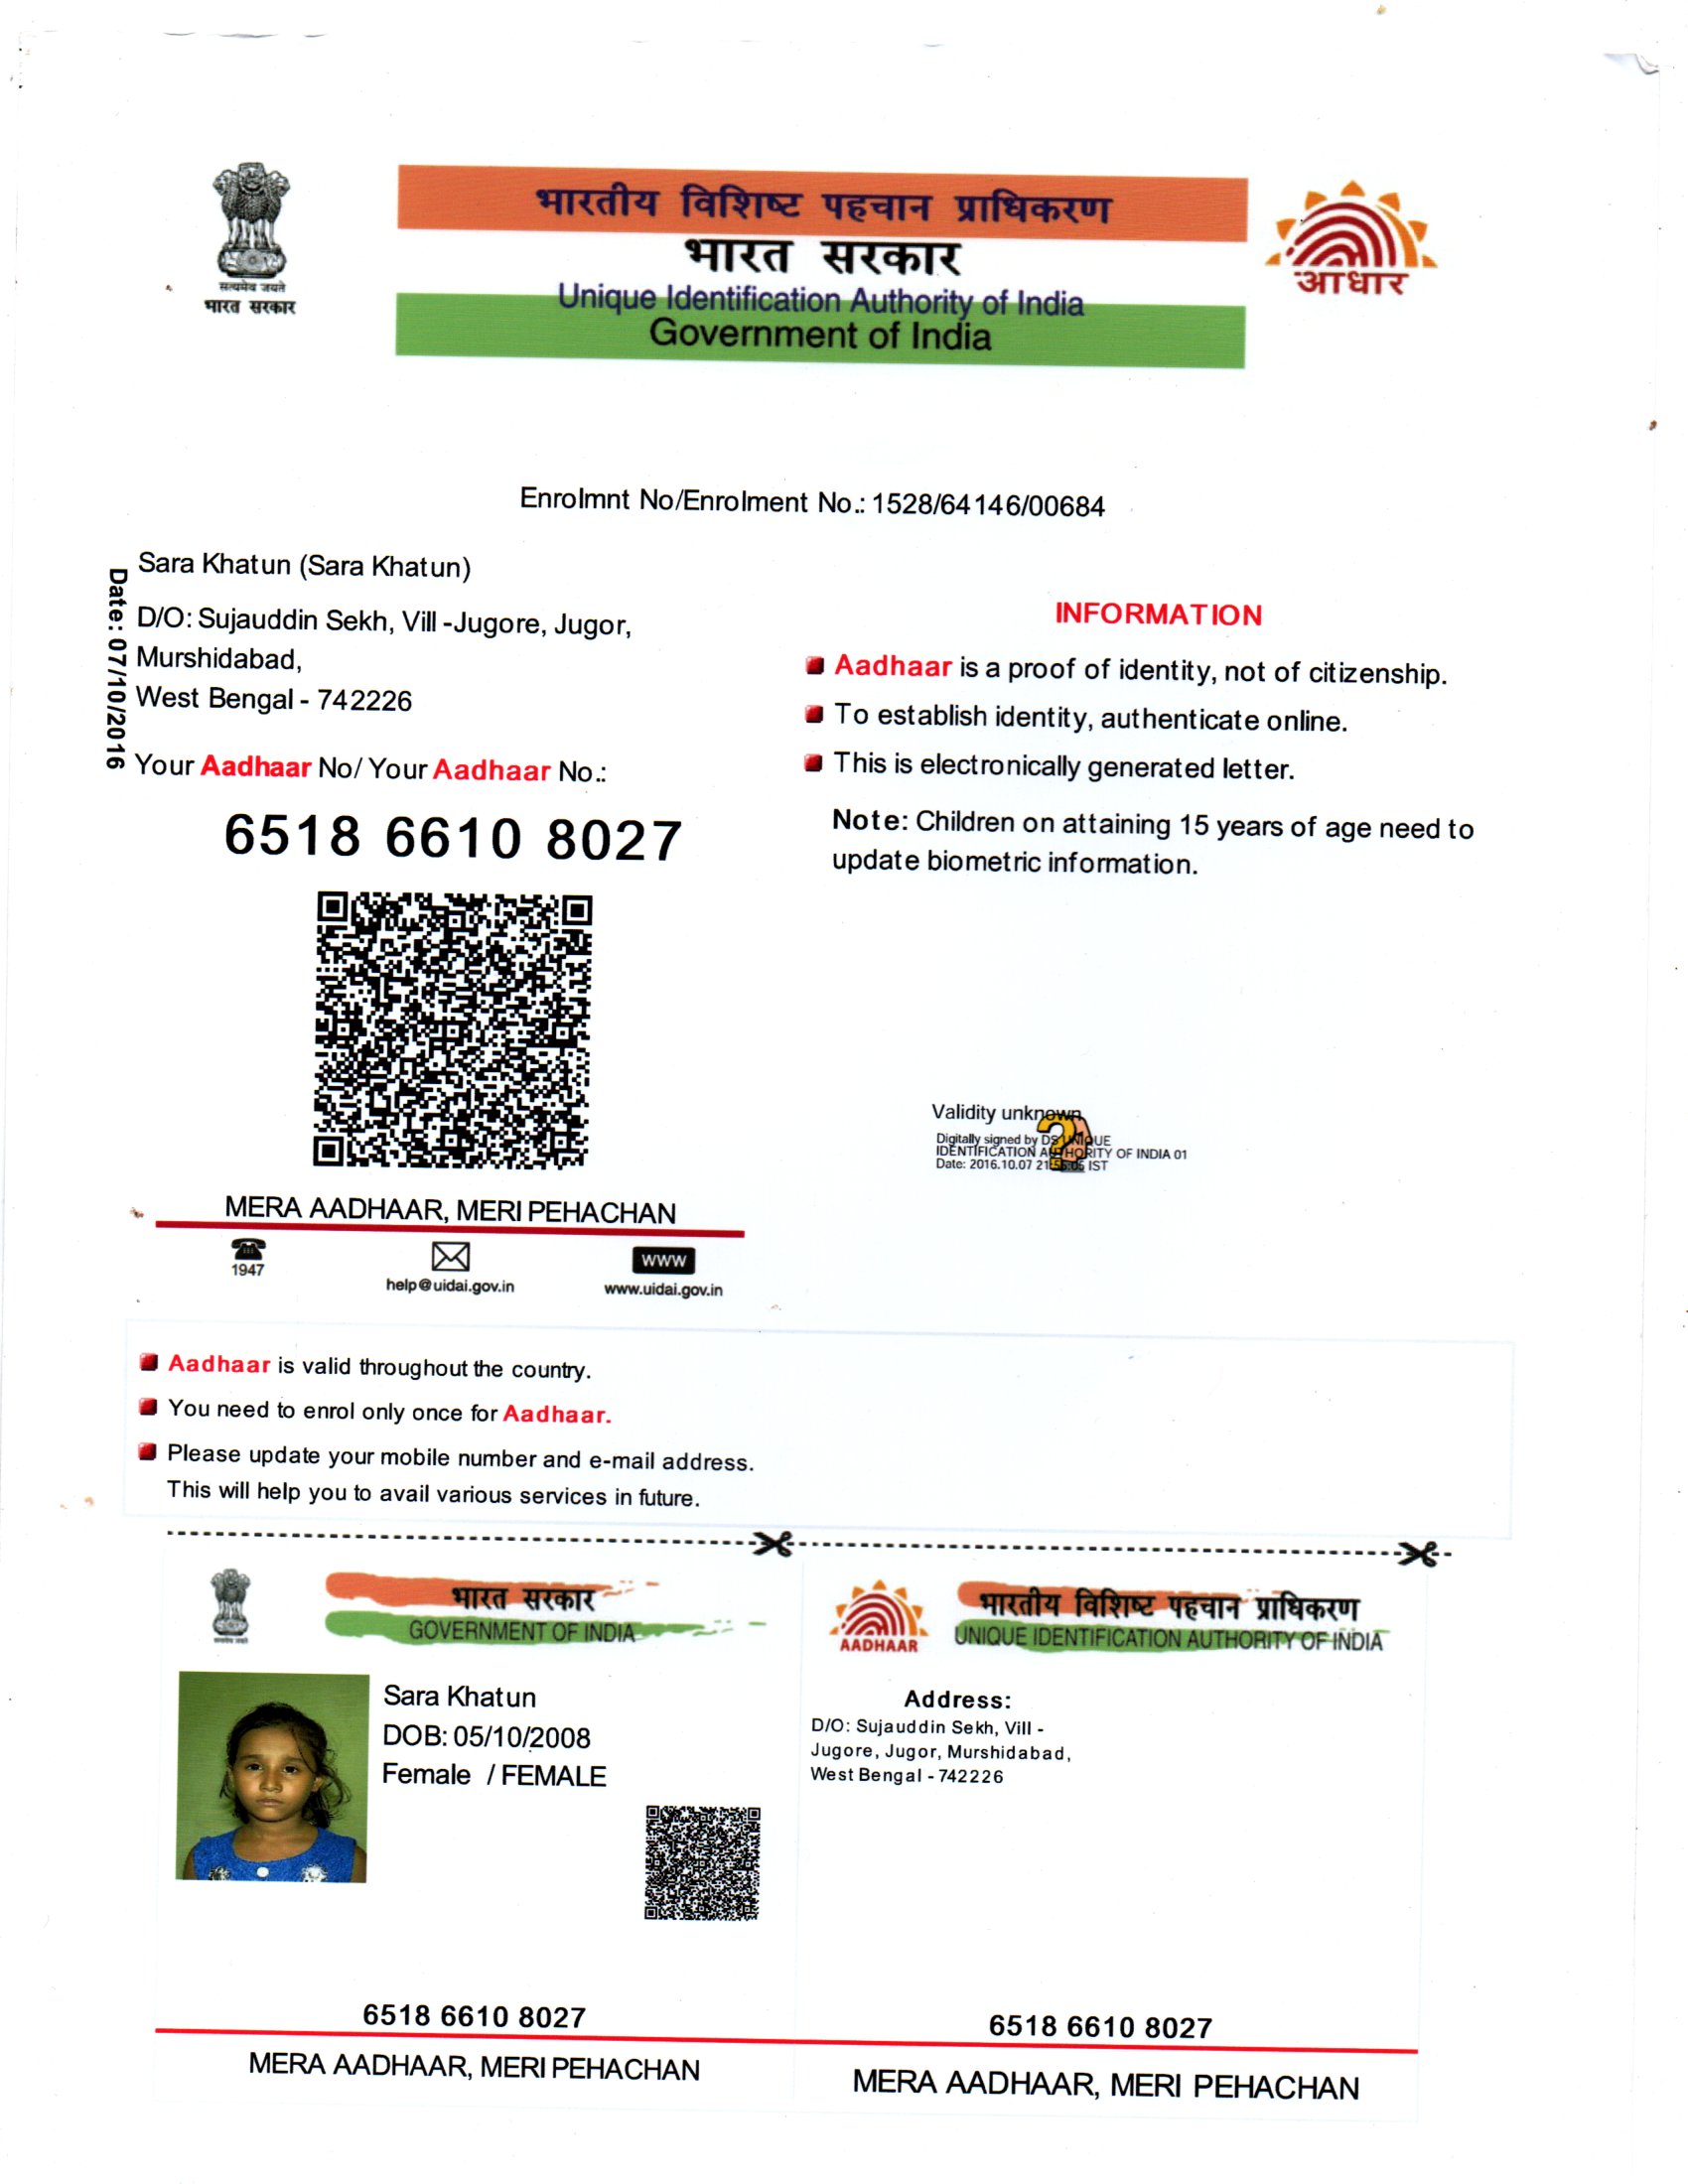 सत्यमेव जयते
भारत सरकार
भारतीय विशिष्ट पहचान प्राधिकरण
भारत सरकार
Unique Identification Authority of India
Government of India
आधार
Enrolmnt No/Enrolment No.: 1528/64146/00684
Date: 07/10/2016
Sara Khatun (Sara Khatun)
D/O: Sujauddin Sekh, Vill -Jugore, Jugor,
Murshidabad,
West Bengal - 742226
Your Aadhaar No/ Your Aadhaar No.:
6518 6610 8027
INFORMATION
Aadhaar is a proof of identity, not of citizenship.
To establish identity, authenticate online.
This is electronically generated letter.
Note: Children on attaining 15 years of age need to
update biometric information.
Validity unknown
Digitally signed by DS UNIQUE
IDENTIFICATION AUTHORITY OF INDIA 01
Date: 2016.10.07 IST
MERA AADHAAR, MERI PEHACHAN
1947
help@uidai.gov.in
www
www.uidai.gov.in
Aadhaar is valid throughout the country.
You need to enrol only once for Aadhaar.
Please update your mobile number and e-mail address.
This will help you to avail various services in future.
भारत सरकार
GOVERNMENT OF INDIA
Sara Khatun
DOB: 05/10/2008
Female / FEMALE
6518 6610 8027
MERA AADHAAR, MERI PEHACHAN
AADHAAR
भारतीय विशिष्ट पहचान प्राधिकरण
UNIQUE IDENTIFICATION AUTHORITY OF INDIA
Address:
D/O: Sujauddin Sekh, Vill -
Jugore, Jugor, Murshidabad,
West Bengal - 742226
6518 6610 8027
MERA AADHAAR, MERI PEHACHAN